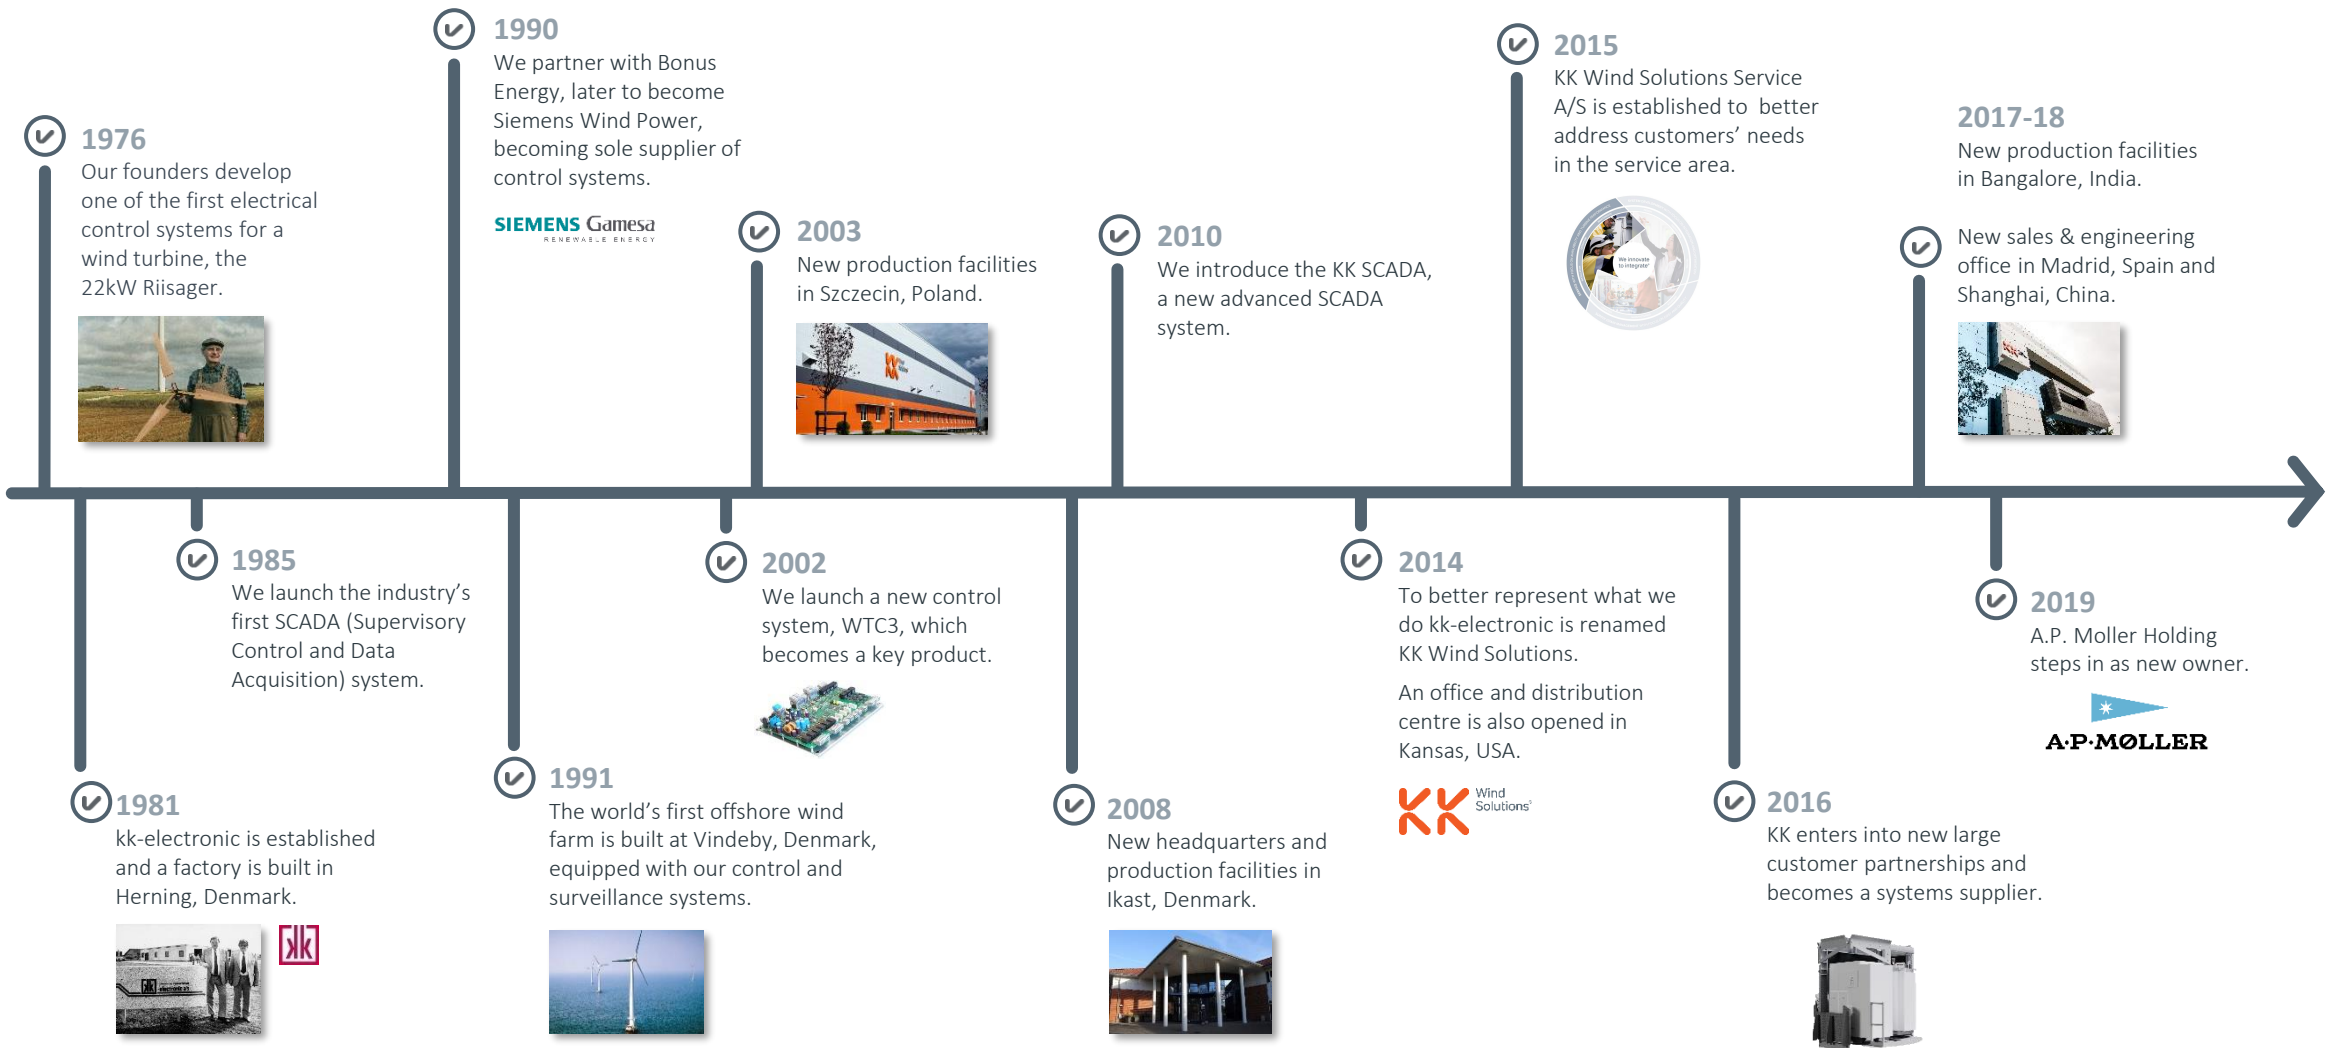 1976
Our founders develop
one of the first electrical
control systems for a
wind turbine, the
22kW Riisager.
1981
kk-electronic is established
and a factory is built in
Herning, Denmark.
kk
electronic a/s
kk
1985
We launch the industry’s
first SCADA (Supervisory
Control and Data
Acquisition) system.
1990
We partner with Bonus
Energy, later to become
Siemens Wind Power,
becoming sole supplier of
control systems.
SIEMENS Gamesa
RENEWABLE ENERGY
1991
The world’s first offshore wind
farm is built at Vindeby, Denmark,
equipped with our control and
surveillance systems.
2002
We launch a new control
system, WTC3, which
becomes a key product.
2003
New production facilities
in Szczecin, Poland.
KK
2008
New headquarters and
production facilities in
Ikast, Denmark.
2010
We introduce the KK SCADA,
a new advanced SCADA
system.
2014
To better represent what we
do kk-electronic is renamed
KK Wind Solutions.
An office and distribution
centre is also opened in
Kansas, USA.
KK Wind
Solutions
2015
KK Wind Solutions Service
A/S is established to better
address customers’ needs
in the service area.
We innovate
to integrate
2016
KK enters into new large
customer partnerships and
becomes a systems supplier.
2017-18
New production facilities
in Bangalore, India.
New sales & engineering
office in Madrid, Spain and
Shanghai, China.
KK
2019
A.P. Moller Holding
steps in as new owner.
A·P·MØLLER